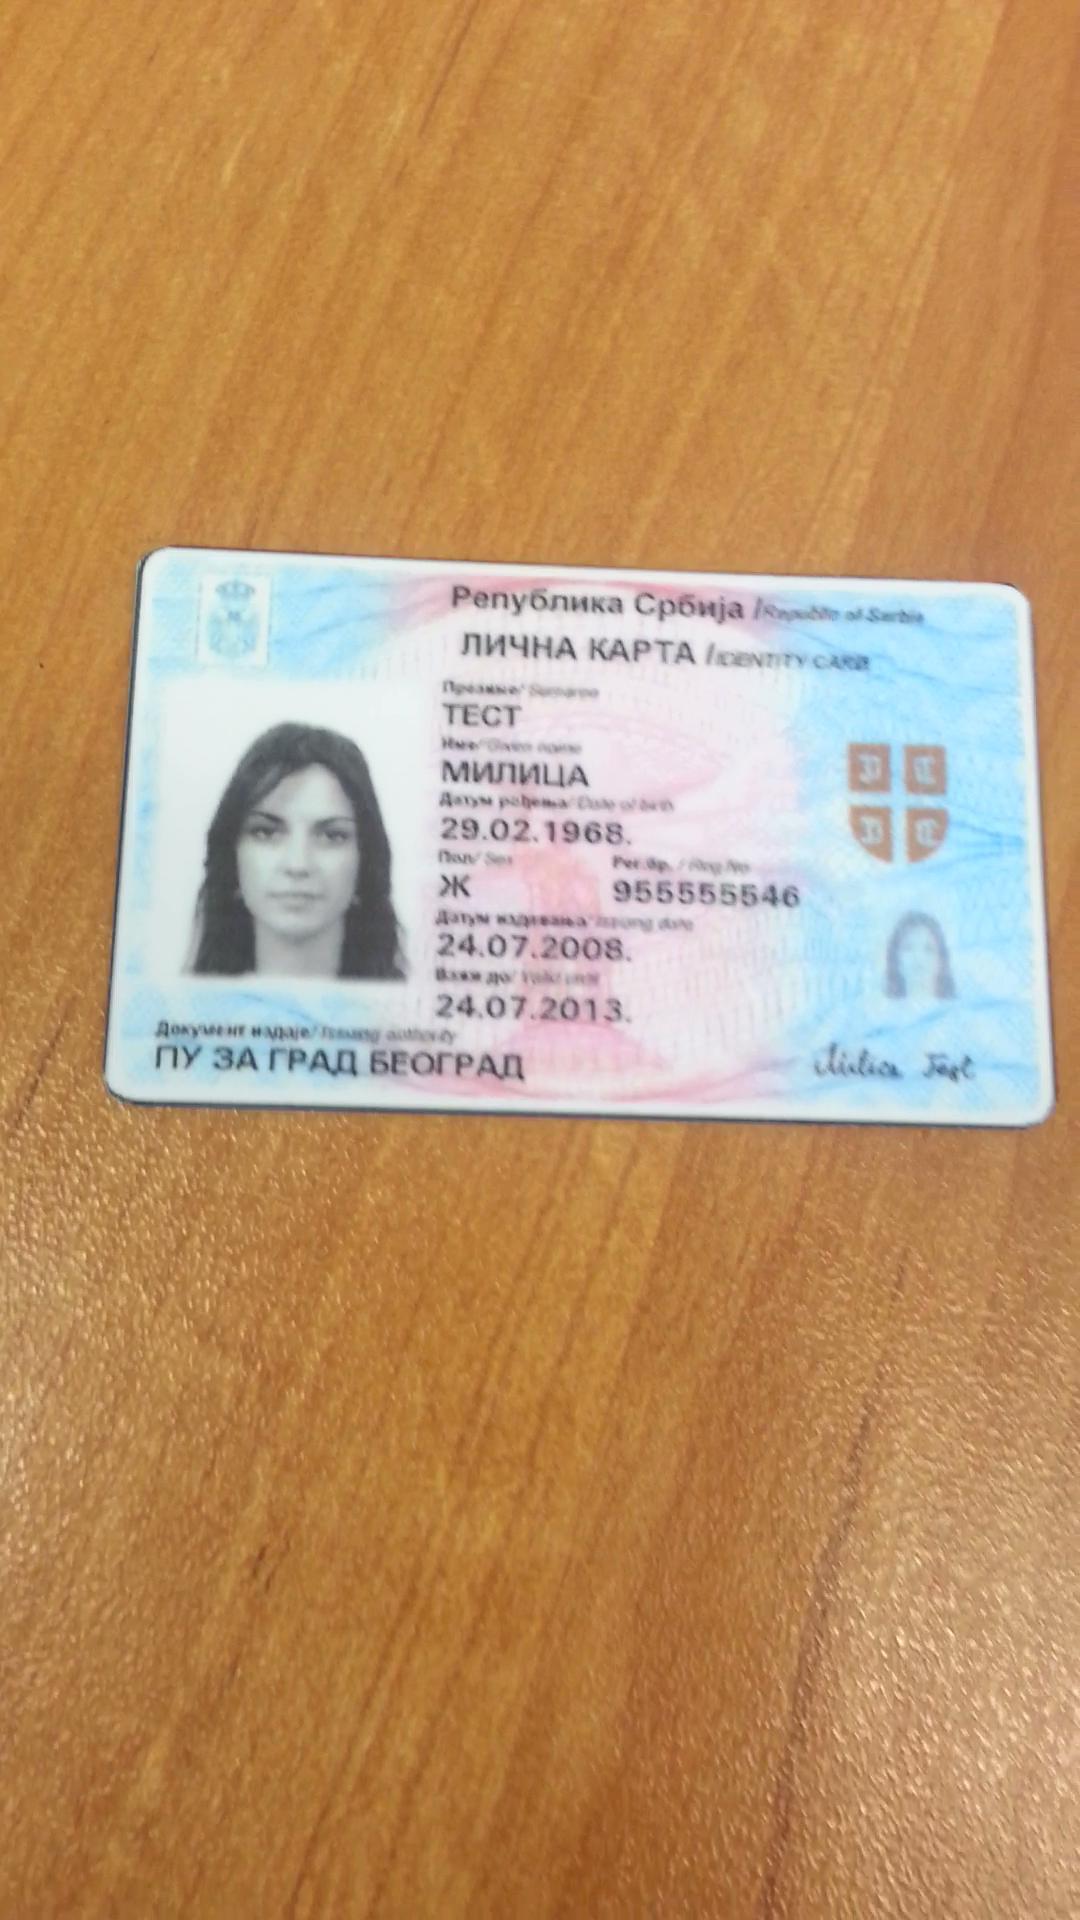 Република Србија /Republic of Serbia
ЛИЧНА КАРТА /IDENTITY CARD
Презиме/ Surname
ТЕСТ
Име/ Given name
МИЛИЦА
Датум рођења/ Date of birth
29.02.1968.
Пол/ Sex Рег.бр. / Reg.No
Ж 955555546
Датум издавања/ Issuing date
24.07.2008.
Важи до/ Valid until
24.07.2013.
Документ издаје/ Issuing authority
ПУ ЗА ГРАД БЕОГРАД
Milica Test